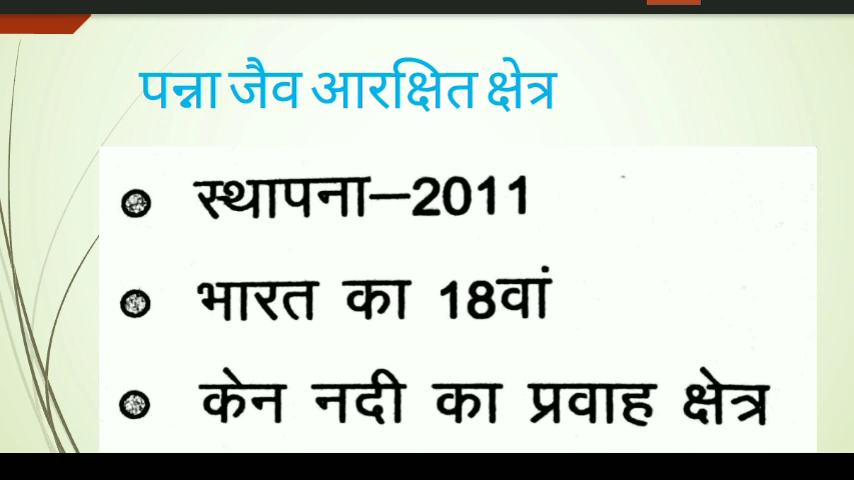 पन्ना जैव आरक्षित क्षेत्र
स्थापना–2011
भारत का 18वां
केन नदी का प्रवाह क्षेत्र